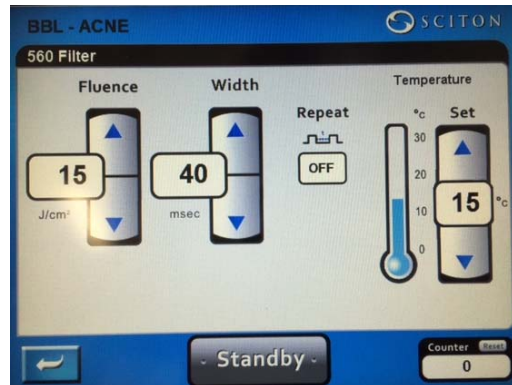 BBL - ACNE
SCITON
560 Filter
Fluence
Width
Temperature
Repeat
°c
Set
30
20
10
0
15
J/cm²
40
msec
OFF
15
°c
Standby
Counter Reset
0